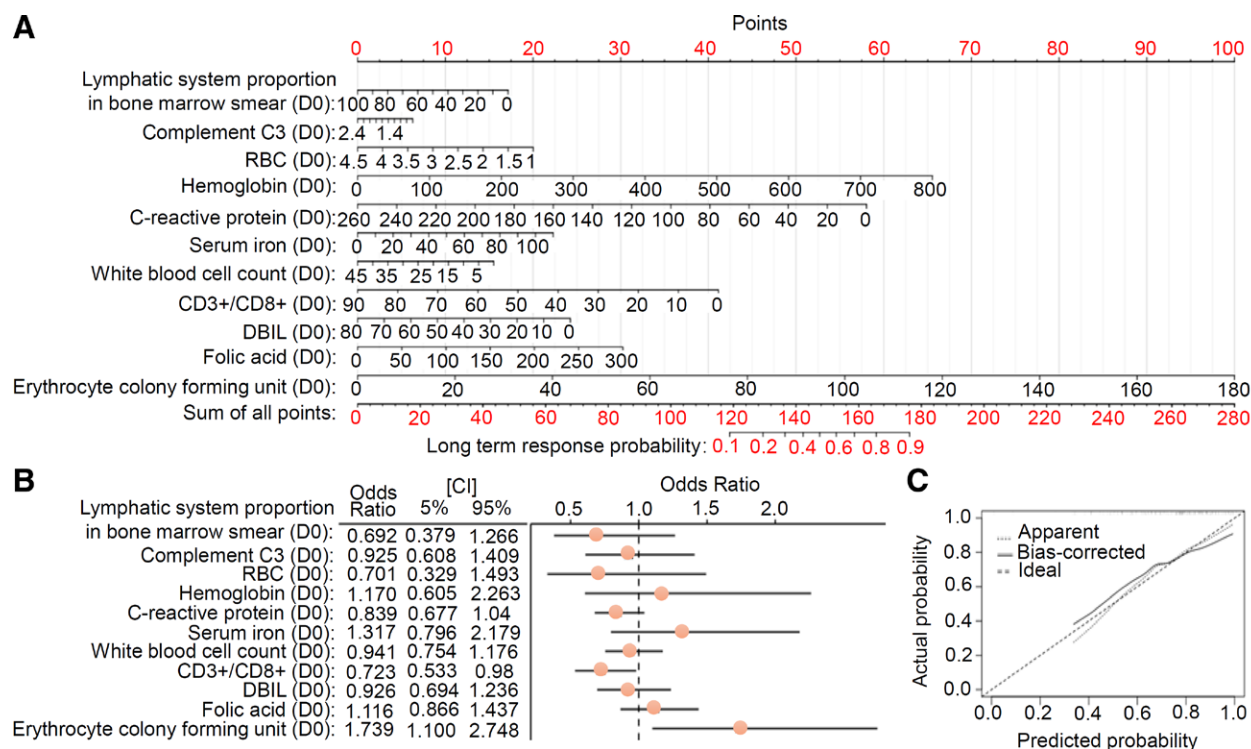 A
Points
0 10 20 30 40 50 60 70 80 90 100
Lymphatic system proportion
in bone marrow smear (D0): 100 80 60 40 20 0
Complement C3 (D0): 2.4 1.4
RBC (D0): 4.5 4 3.5 3 2.5 2 1.5 1
Hemoglobin (D0): 0 100 200 300 400 500 600 700 800
C-reactive protein (D0): 260 240 220 200 180 160 140 120 100 80 60 40 20 0
Serum iron (D0): 0 20 40 60 80 100
White blood cell count (D0): 45 35 25 15 5
CD3+/CD8+ (D0): 90 80 70 60 50 40 30 20 10 0
DBIL (D0): 80 70 60 50 40 30 20 10 0
Folic acid (D0): 0 50 100 150 200 250 300
Erythrocyte colony forming unit (D0): 0 20 40 60 80 100 120 140 160 180
Sum of all points: 0 20 40 60 80 100 120 140 160 180 200 220 240 260 280
Long term response probability: 0.1 0.2 0.4 0.6 0.8 0.9
B
Odds Ratio [CI] 5% 95% Odds Ratio
0.5 1.0 1.5 2.0
Lymphatic system proportion
in bone marrow smear (D0): 0.692 0.379 1.266
Complement C3 (D0): 0.925 0.608 1.409
RBC (D0): 0.701 0.329 1.493
Hemoglobin (D0): 1.170 0.605 2.263
C-reactive protein (D0): 0.839 0.677 1.04
Serum iron (D0): 1.317 0.796 2.179
White blood cell count (D0): 0.941 0.754 1.176
CD3+/CD8+ (D0): 0.723 0.533 0.98
DBIL (D0): 0.926 0.694 1.236
Folic acid (D0): 1.116 0.866 1.437
Erythrocyte colony forming unit (D0): 1.739 1.100 2.748
C
Actual probability
1.0
0.8
0.6
0.4
0.2
0.0
Apparent
Bias-corrected
Ideal
0.0 0.2 0.4 0.6 0.8 1.0
Predicted probability